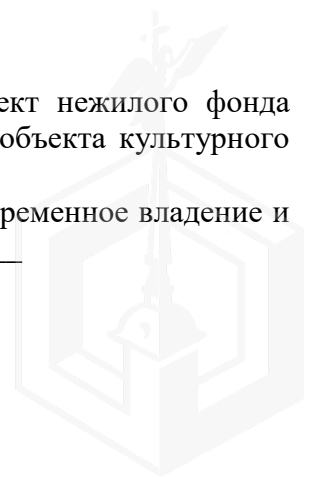 ект нежилого фонда
объекта культурного
ременное владение и